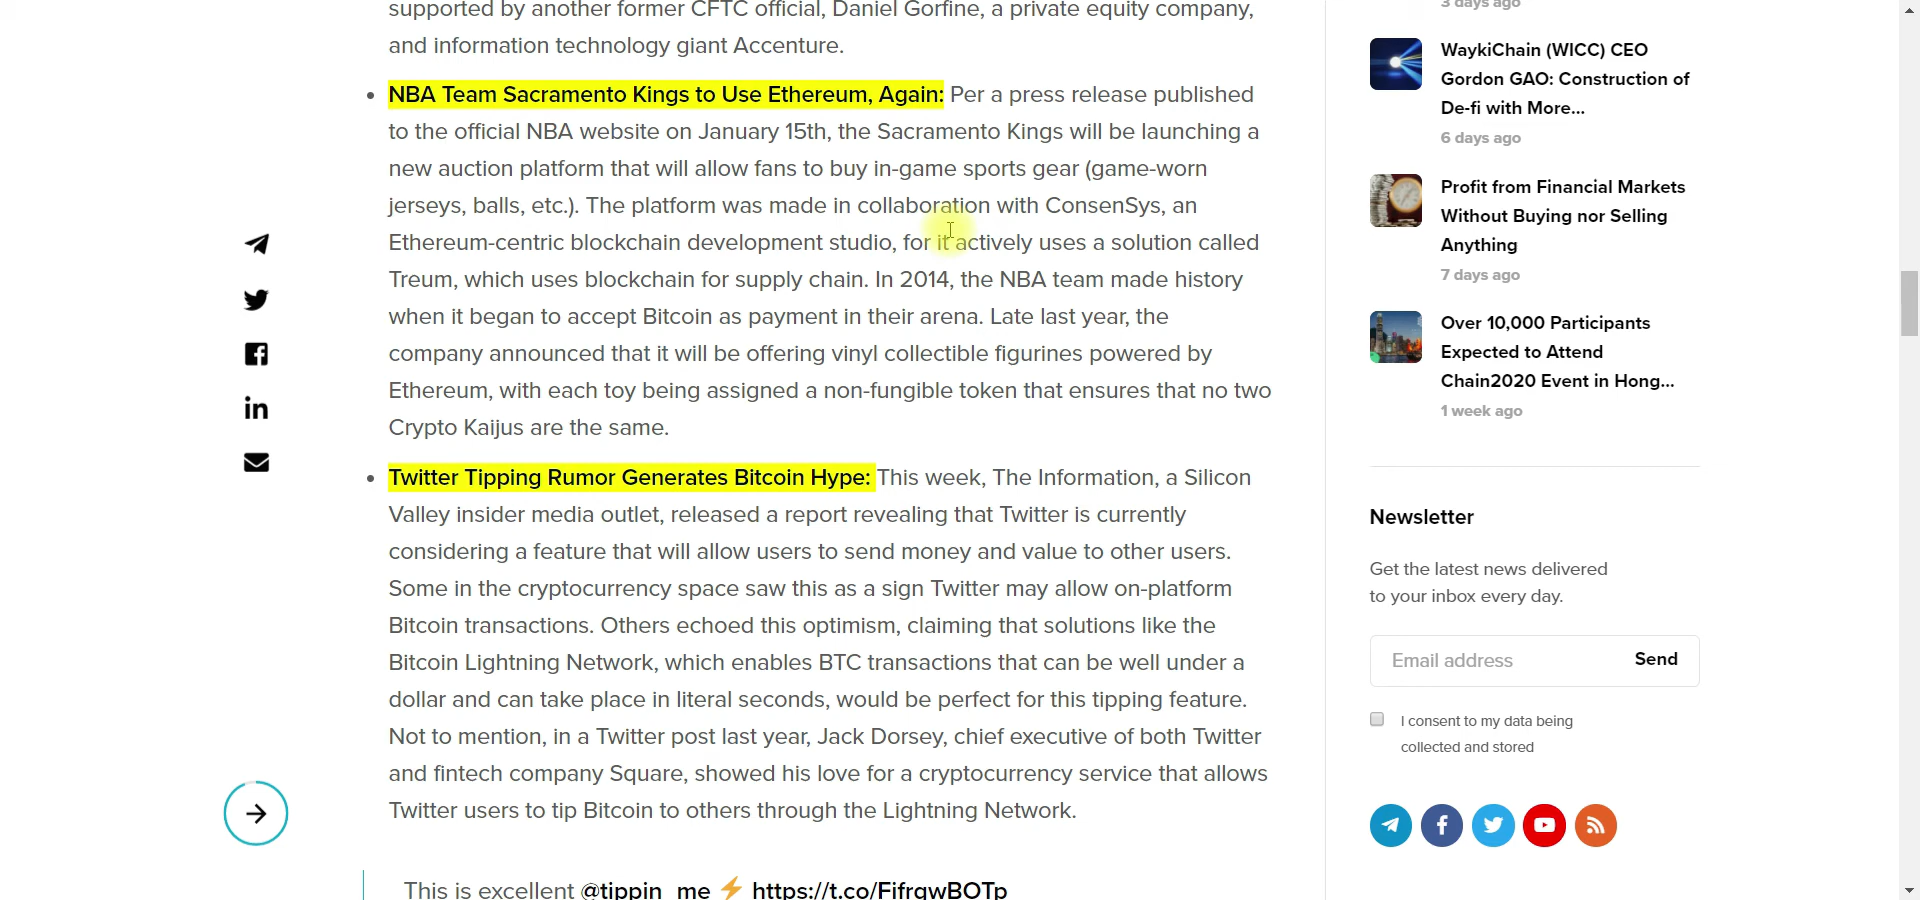 supported by another former CFTC official, Daniel Gorfine, a private equity company,
and information technology giant Accenture.
• NBA Team Sacramento Kings to Use Ethereum, Again: Per a press release published
to the official NBA website on January 15th, the Sacramento Kings will be launching a
new auction platform that will allow fans to buy in-game sports gear (game-worn
jerseys, balls, etc.). The platform was made in collaboration with ConsenSys, an
Ethereum-centric blockchain development studio, for it actively uses a solution called
Treum, which uses blockchain for supply chain. In 2014, the NBA team made history
when it began to accept Bitcoin as payment in their arena. Late last year, the
company announced that it will be offering vinyl collectible figurines powered by
Ethereum, with each toy being assigned a non-fungible token that ensures that no two
Crypto Kaijus are the same.
• Twitter Tipping Rumor Generates Bitcoin Hype: This week, The Information, a Silicon
Valley insider media outlet, released a report revealing that Twitter is currently
considering a feature that will allow users to send money and value to other users.
Some in the cryptocurrency space saw this as a sign Twitter may allow on-platform
Bitcoin transactions. Others echoed this optimism, claiming that solutions like the
Bitcoin Lightning Network, which enables BTC transactions that can be well under a
dollar and can take place in literal seconds, would be perfect for this tipping feature.
Not to mention, in a Twitter post last year, Jack Dorsey, chief executive of both Twitter
and fintech company Square, showed his love for a cryptocurrency service that allows
Twitter users to tip Bitcoin to others through the Lightning Network.
This is excellent @tippin_me ⚡ https://t.co/FifrqwBOTp
3 days ago
WaykiChain (WICC) CEO
Gordon GAO: Construction of
De-fi with More...
6 days ago
Profit from Financial Markets
Without Buying nor Selling
Anything
7 days ago
Over 10,000 Participants
Expected to Attend
Chain2020 Event in Hong...
1 week ago
Newsletter
Get the latest news delivered
to your inbox every day.
Email address Send
I consent to my data being
collected and stored